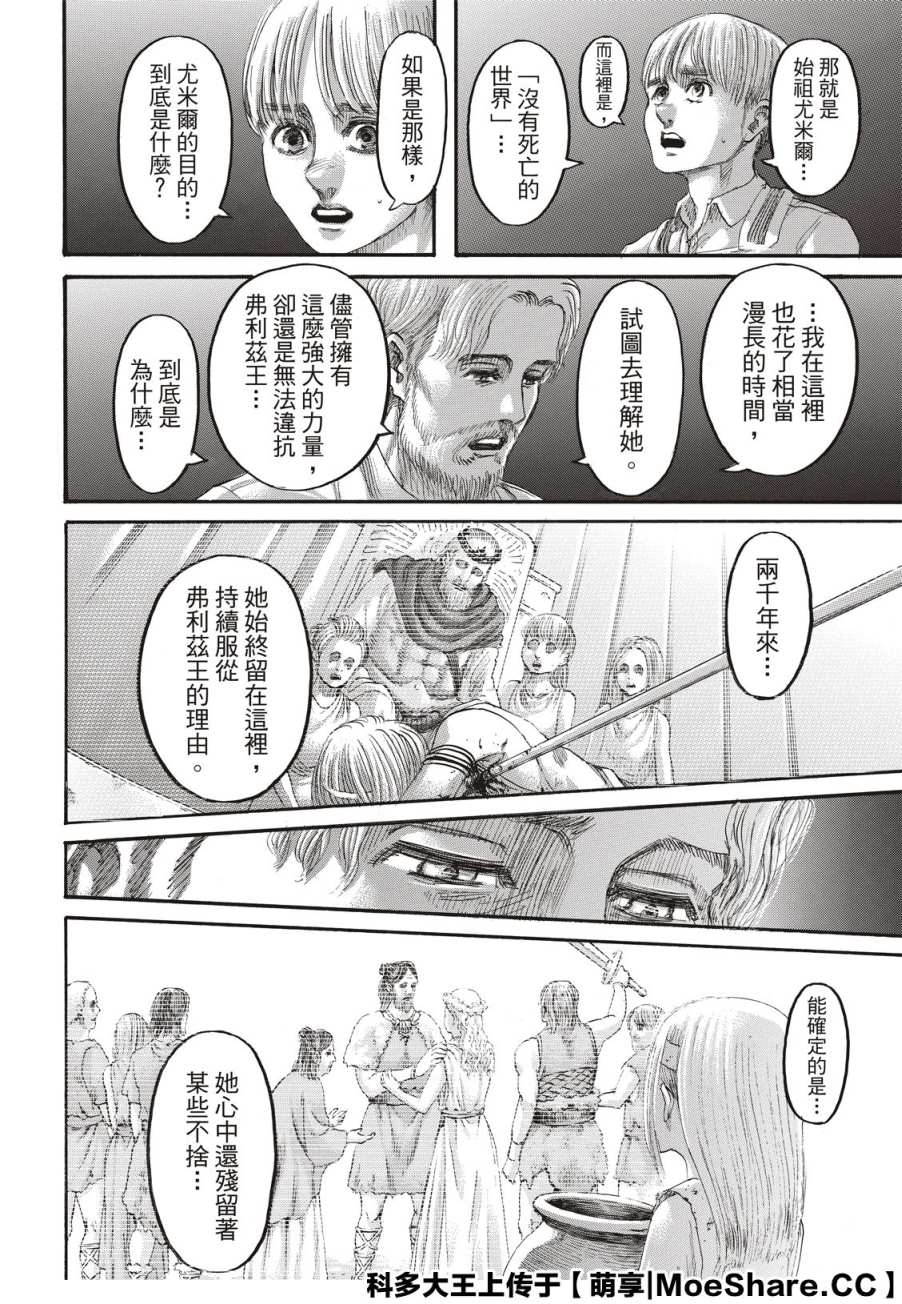 那就是
始祖尤米爾…
而這裡是，
「沒有死亡的
世界」…
如果是那樣，
尤米爾的目的…
到底是什麼？
…我在這裡
也花了相當
漫長的時間，
試圖去理解她。
儘管擁有
這麼強大的力量，
卻還是無法違抗
弗利茲王…
到底是
為什麼…
兩千年來…
她始終留在這裡，
持續服從
弗利茲王的理由。
能確定的是…
她心中還殘留著
某些不捨…
科多大王上传于【萌享|MoeShare.CC】